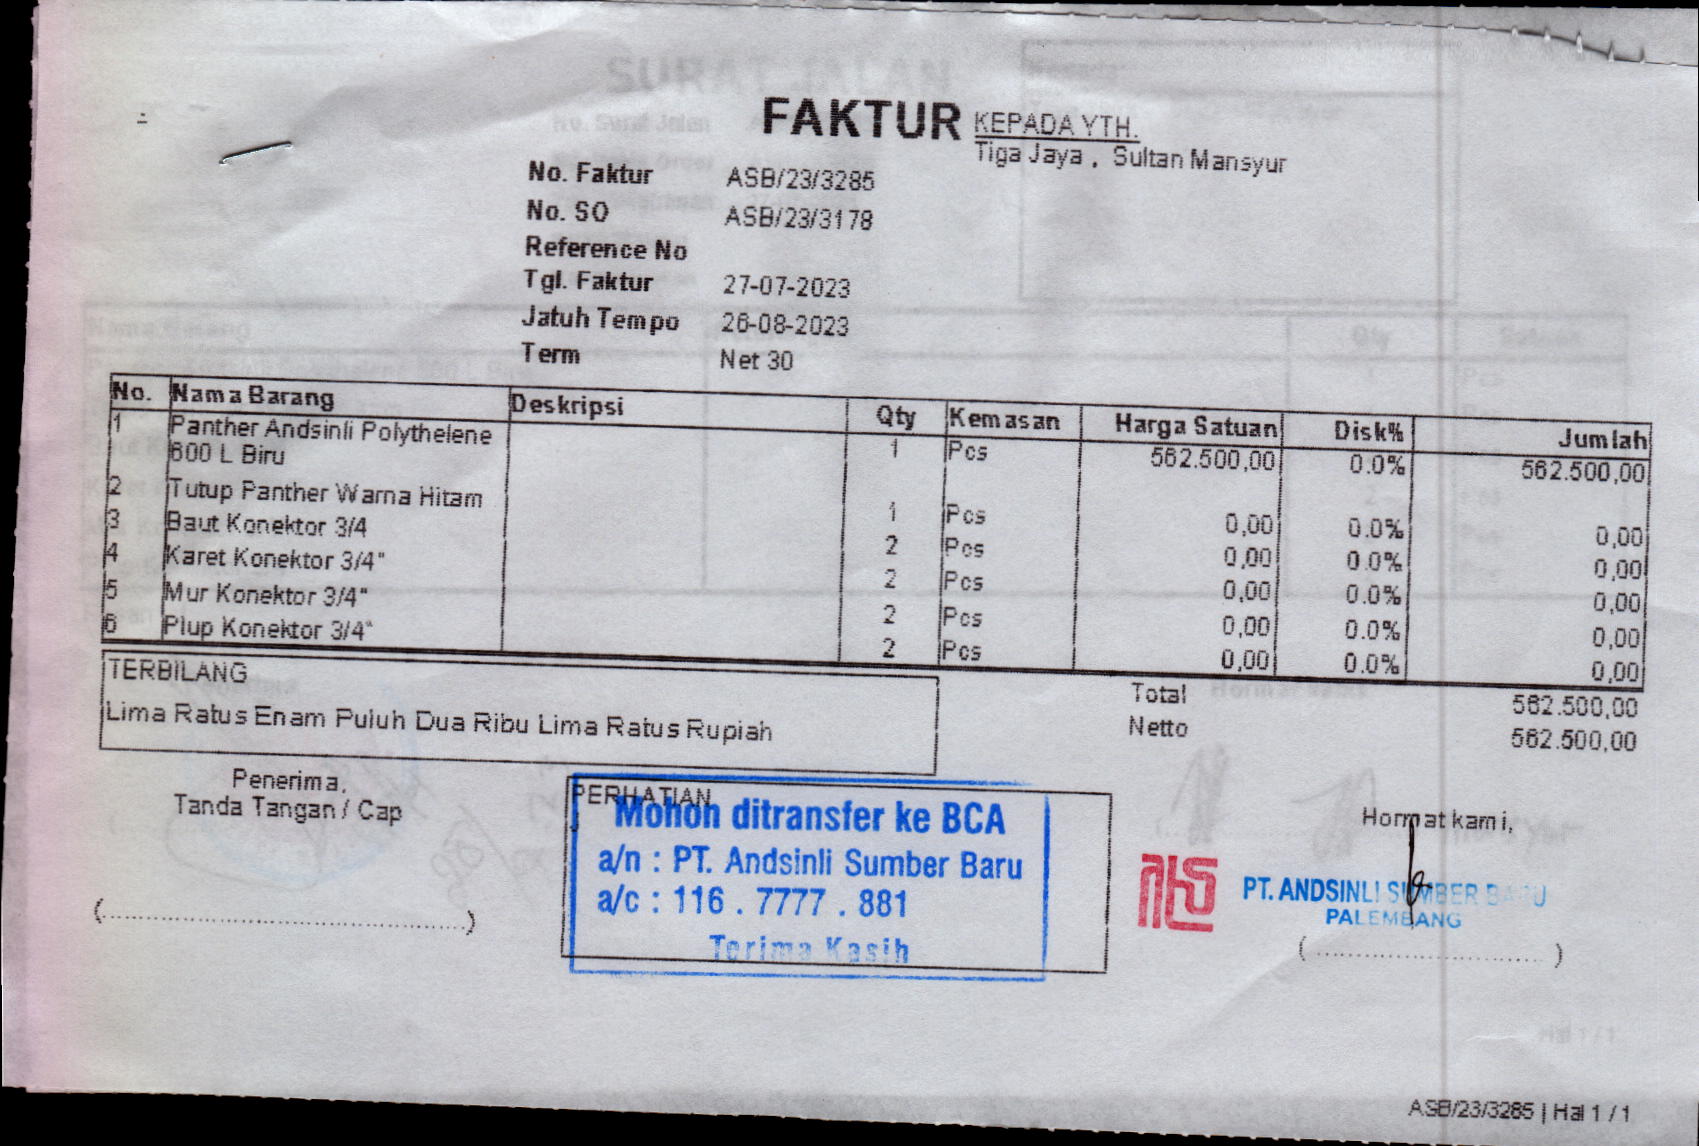 FAKTUR
KEPADA YTH.
Tiga Jaya , Sultan Mansyur
No. Faktur ASB/23/3285
No. SO ASB/23/3178
Reference No
Tgl. Faktur 27-07-2023
Jatuh Tempo 26-08-2023
Term Net 30
No. Nama Barang Deskripsi Qty Kemasan Harga Satuan Disk% Jumlah
1 Panther Andsinli Polythelene 1 Pcs 562.500,00 0.0% 562.500,00
600 L Biru
2 Tutup Panther Warna Hitam 1 Pcs 0,00 0.0% 0,00
3 Baut Konektor 3/4 2 Pcs 0,00 0.0% 0,00
4 Karet Konektor 3/4" 2 Pcs 0,00 0.0% 0,00
5 Mur Konektor 3/4" 2 Pcs 0,00 0.0% 0,00
6 Plup Konektor 3/4" 2 Pcs 0,00 0.0% 0,00
TERBILANG
Lima Ratus Enam Puluh Dua Ribu Lima Ratus Rupiah
Total 562.500,00
Netto 562.500,00
Penerima,
Tanda Tangan / Cap
(.................................................)
PERHATIAN
Mohon ditransfer ke BCA
a/n : PT. Andsinli Sumber Baru
a/c : 116 . 7777 . 881
Terima Kasih
Hormat kami,
PT. ANDSINLI SUMBER BARU
PALEMBANG
(..............................)
ASB/23/3285 | Hal 1 / 1